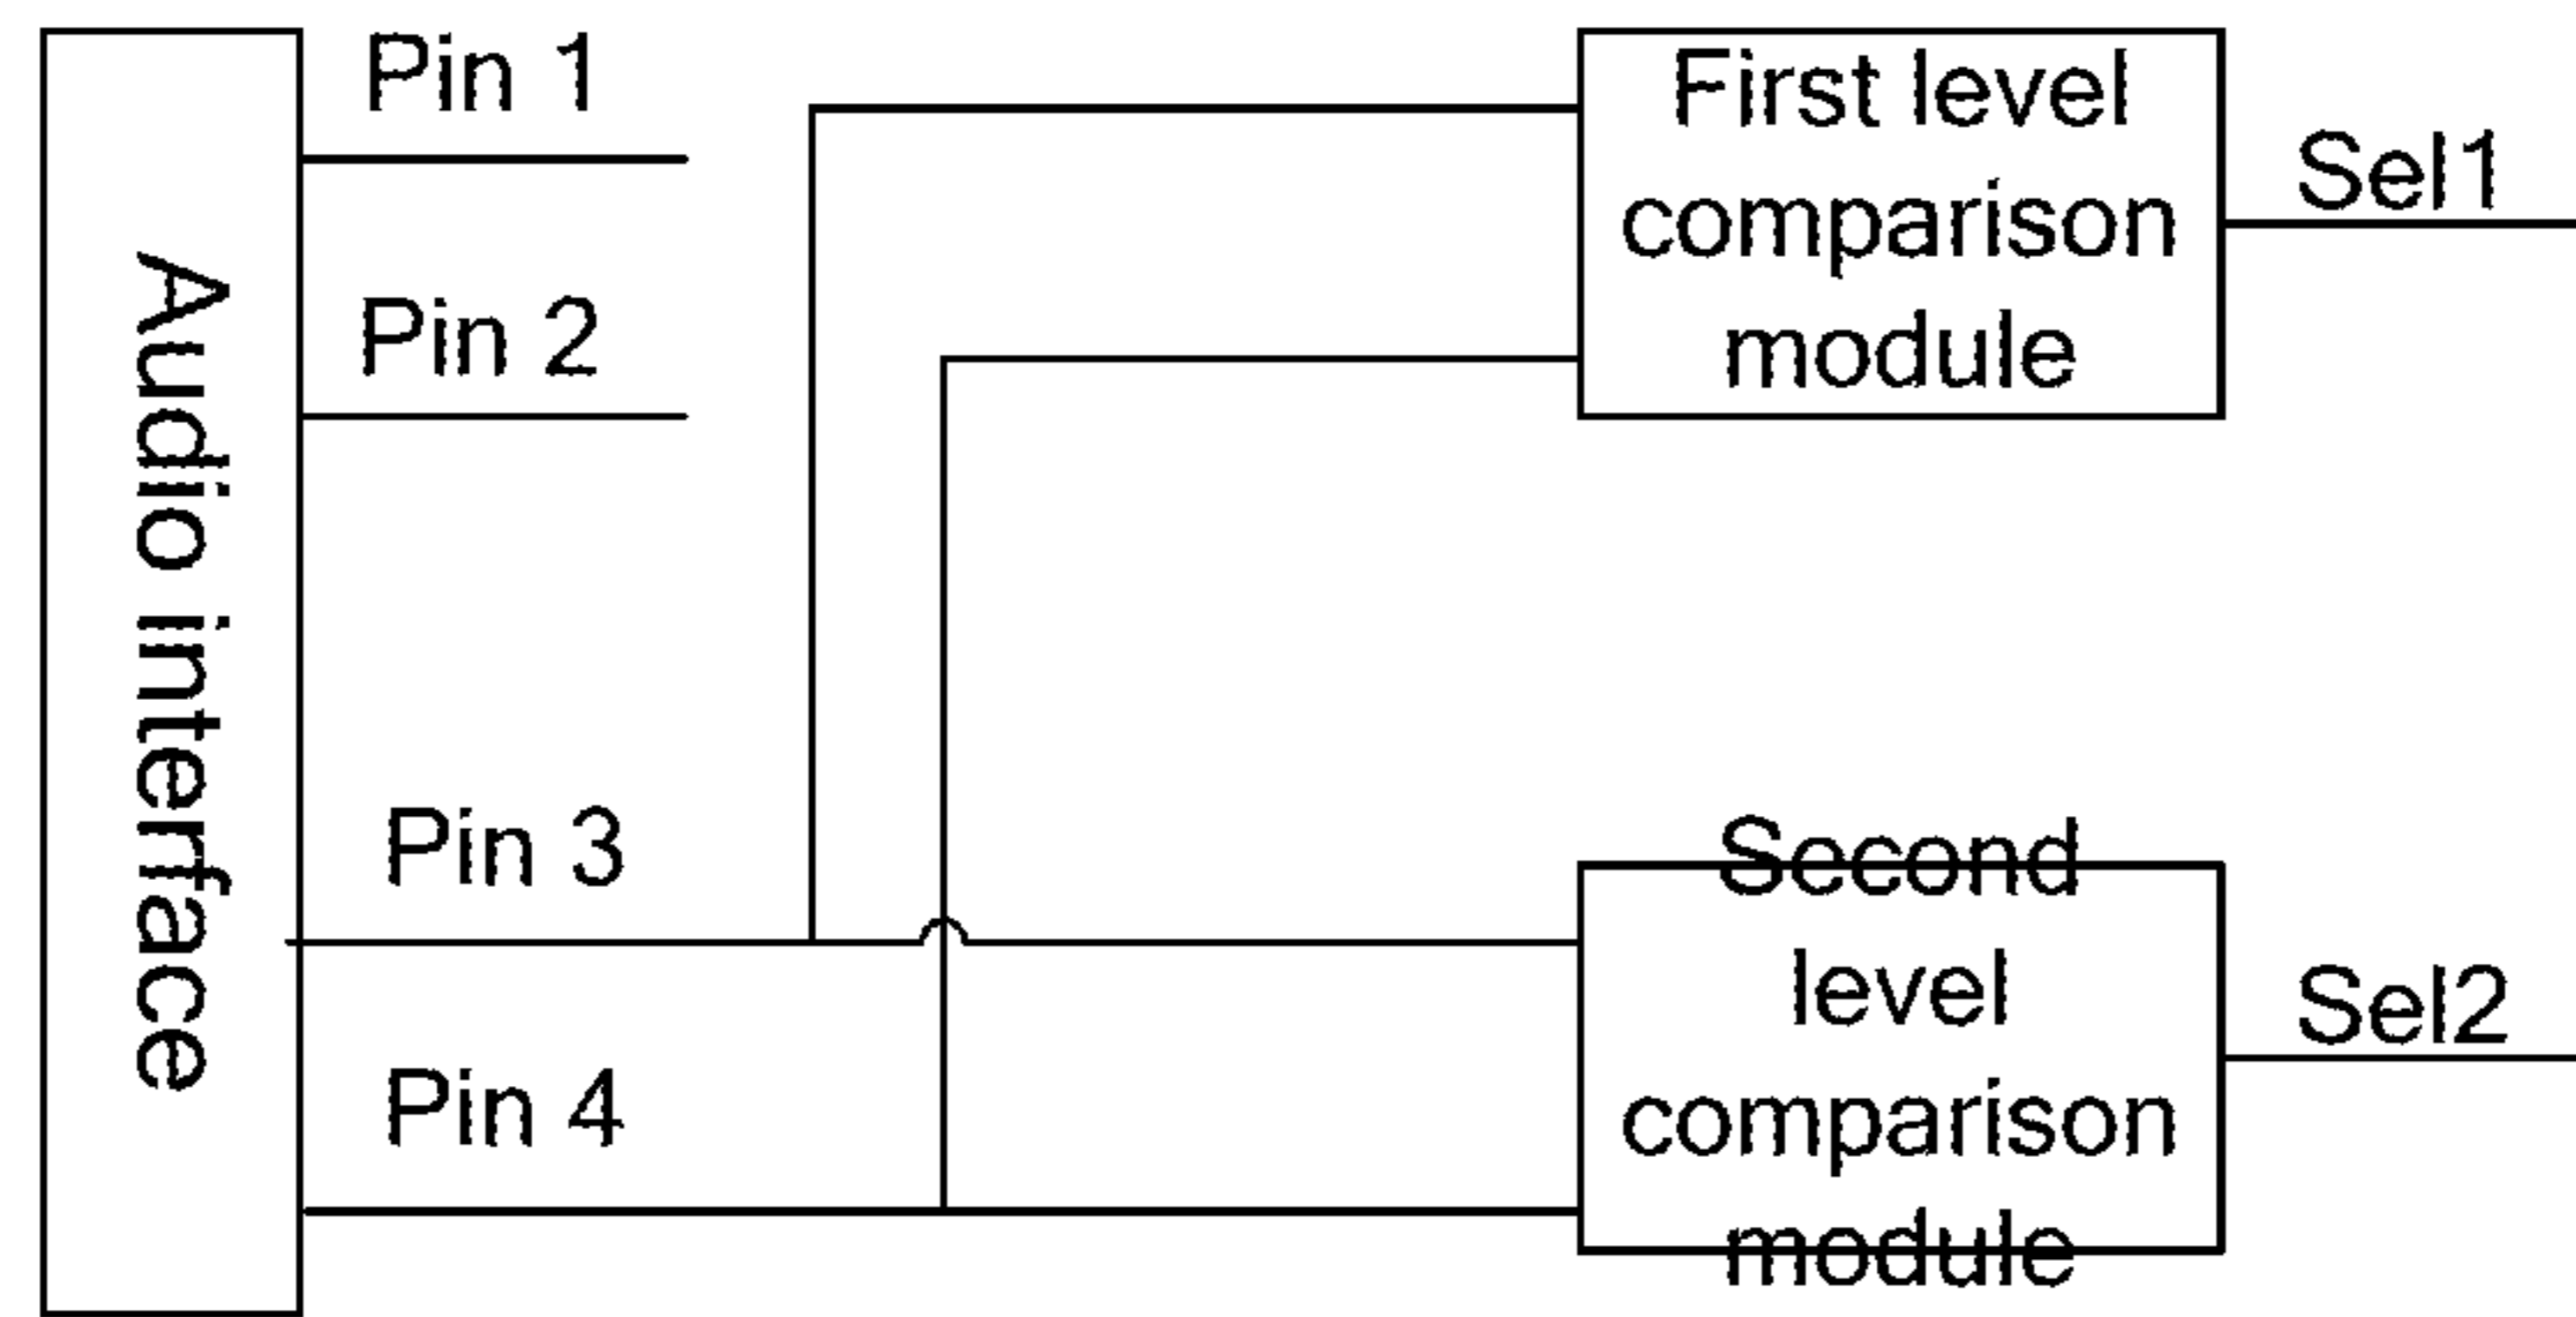 Audio interface
Pin 1
Pin 2
Pin 3
Pin 4
First level
comparison
module
Sel1
Second
level
comparison
module
Sel2